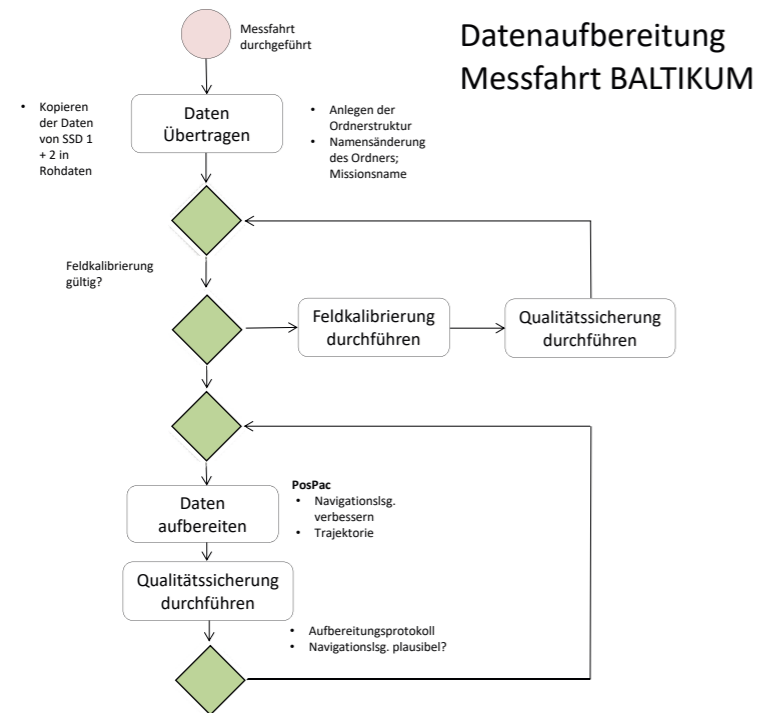 Datenaufbereitung
Messfahrt BALTIKUM
Messfahrt
durchgeführt
• Kopieren
der Daten
von SSD 1
+ 2 in
Rohdaten
Daten
Übertragen
• Anlegen der
Ordnerstruktur
• Namensänderung
des Ordners;
Missionsname
Feldkalibrierung
gültig?
Feldkalibrierung
durchführen
Qualitätssicherung
durchführen
Daten
aufbereiten
PosPac
• Navigationslsg.
verbessern
• Trajektorie
Qualitätssicherung
durchführen
• Aufbereitungsprotokoll
• Navigationslsg. plausibel?